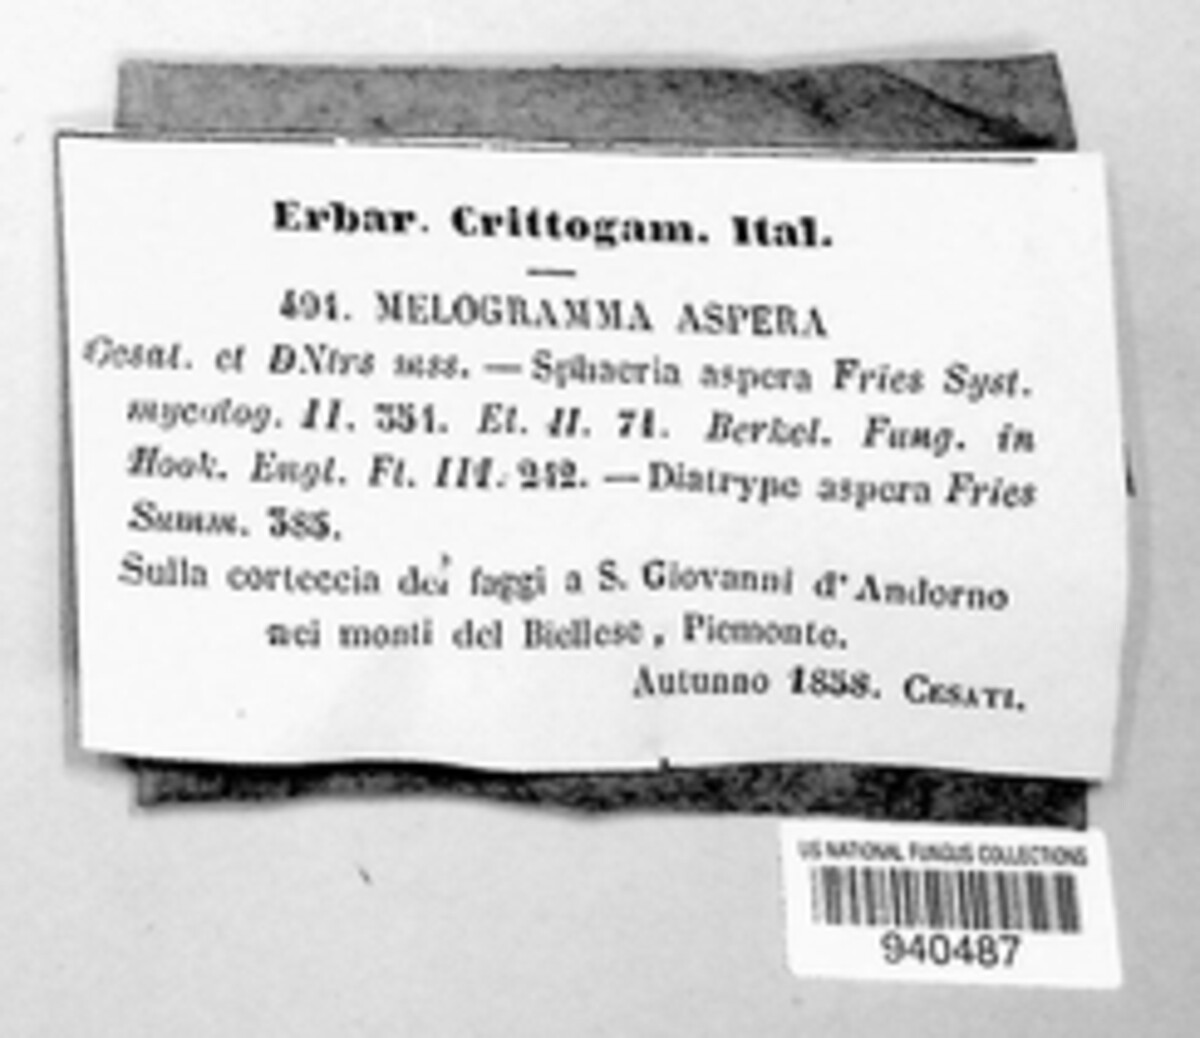 Erbar. Crittogam. Ital.
491. MELOGRAMMA ASPERA
Cesat. et DNtrs mss. — Sphaeria aspera Fries Syst.
mycolog. II. 351. El. II. 71. Berkel. Fung. in
Hook. Engl. Fl. III. 242. — Diatrype aspera Fries
Summ. 385.
Sulla corteccia dei faggi a S. Giovanni d'Andorno
nei monti del Biellese, Piemonte.
Autunno 1858. CESATI.
US NATIONAL FUNGUS COLLECTIONS
940487